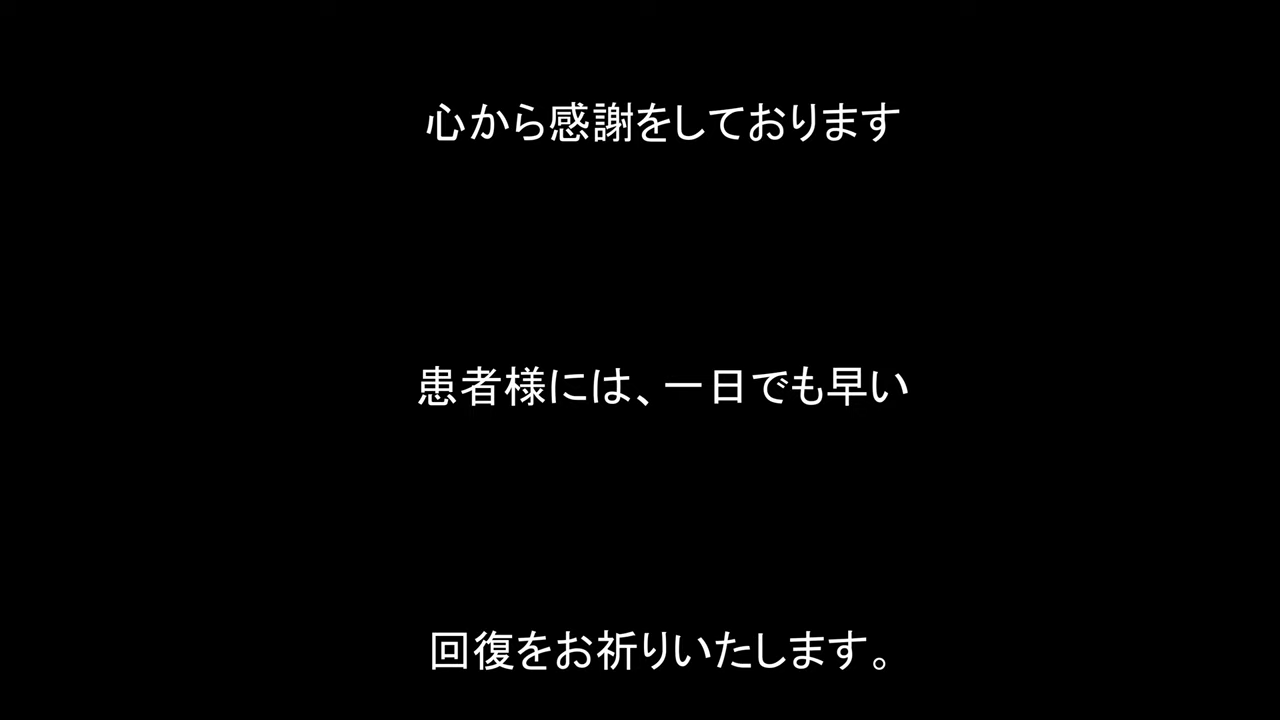 心から感謝をしております
患者様には、一日でも早い
回復をお祈りいたします。